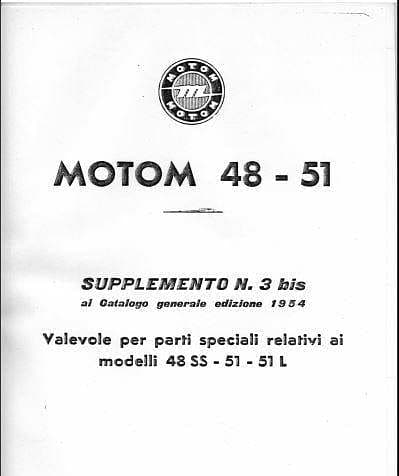 MOTOM
m
MOTOM
MOTOM 48 - 51
SUPPLEMENTO N. 3 bis
al Catalogo generale edizione 1954
Valevole per parti speciali relativi ai
modelli 48 SS - 51 - 51 L